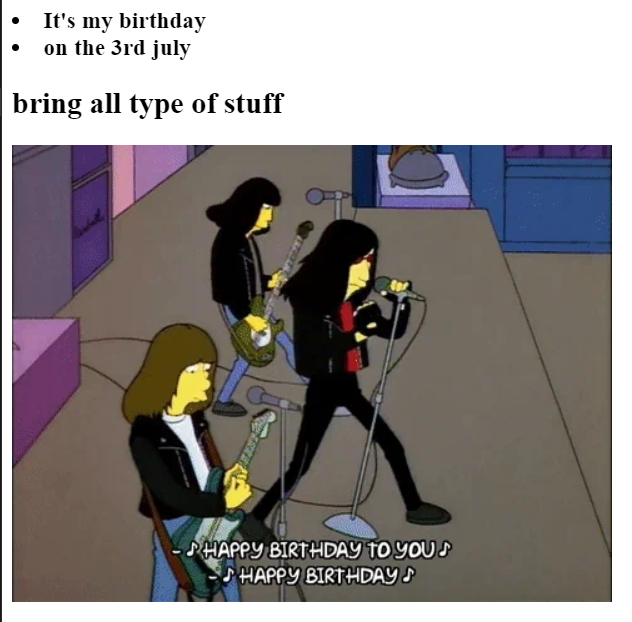 It's my birthday
on the 3rd july
bring all type of stuff
- ♪ HAPPY BIRTHDAY TO YOU ♪
- ♪ HAPPY BIRTHDAY ♪